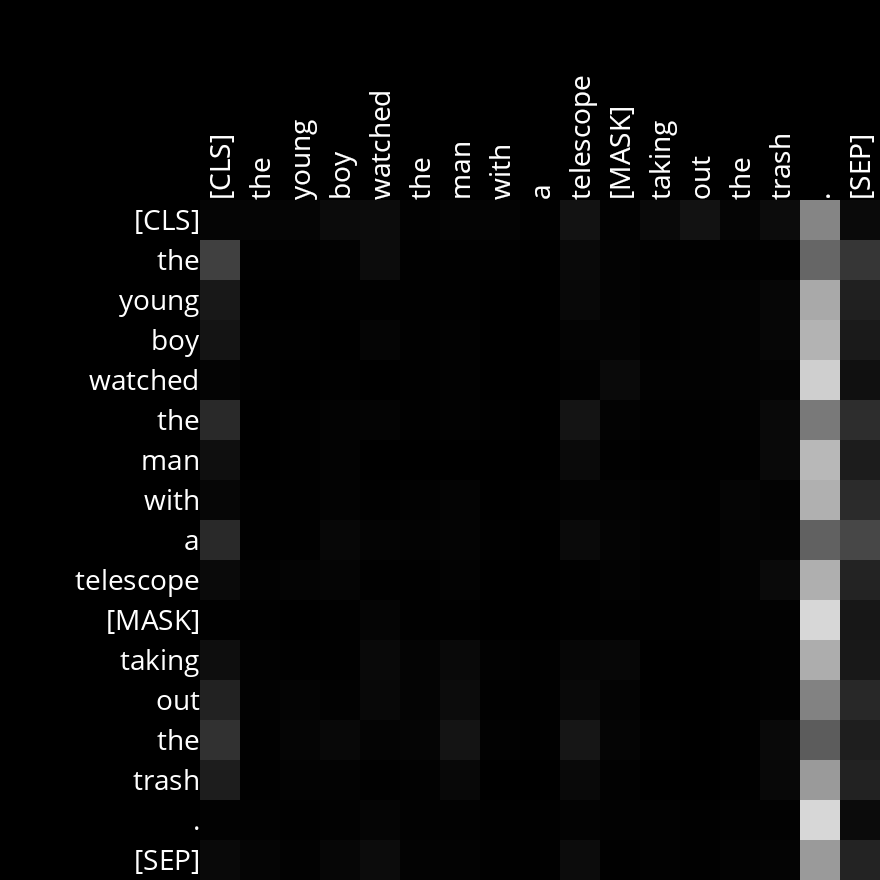 [CLS] the young boy watched the man with a telescope [MASK] taking out the trash . [SEP]
[CLS]
the
young
boy
watched
the
man
with
a
telescope
[MASK]
taking
out
the
trash
.
[SEP]